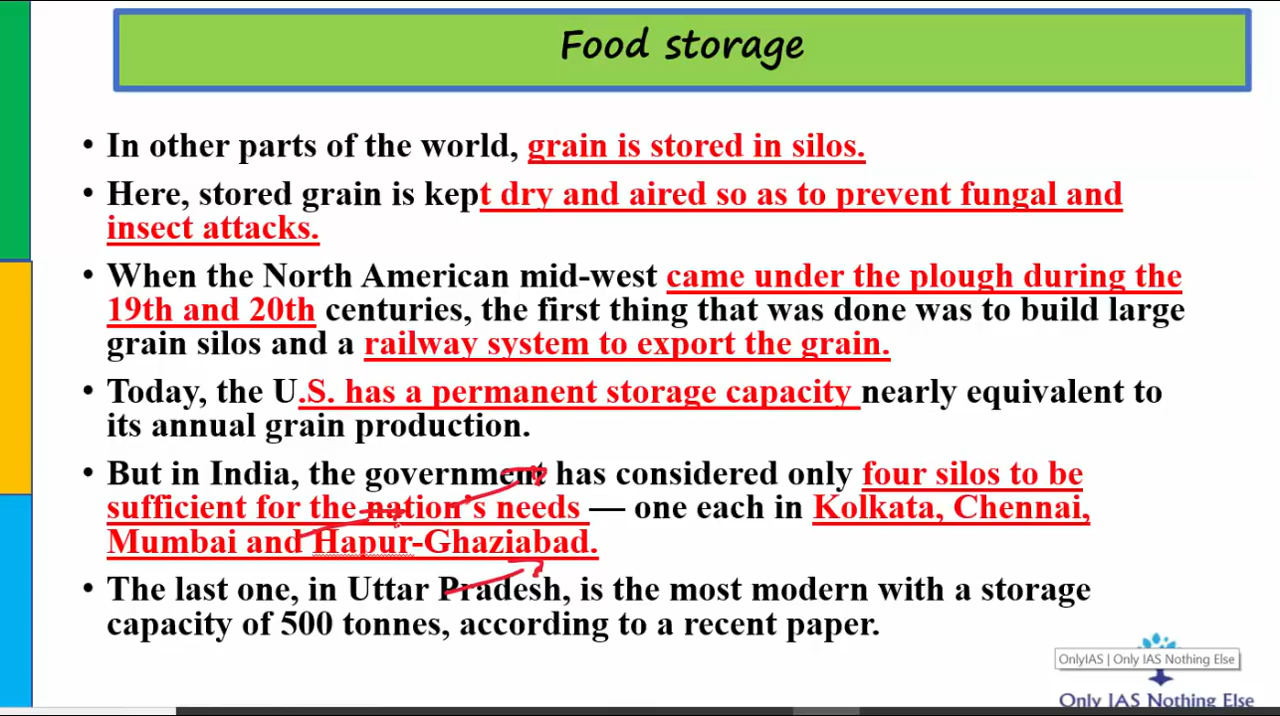 Food storage
• In other parts of the world, grain is stored in silos.
• Here, stored grain is kept dry and aired so as to prevent fungal and
insect attacks.
• When the North American mid-west came under the plough during the
19th and 20th centuries, the first thing that was done was to build large
grain silos and a railway system to export the grain.
• Today, the U.S. has a permanent storage capacity nearly equivalent to
its annual grain production.
• But in India, the government has considered only four silos to be
sufficient for the nation's needs — one each in Kolkata, Chennai,
Mumbai and Hapur-Ghaziabad.
• The last one, in Uttar Pradesh, is the most modern with a storage
capacity of 500 tonnes, according to a recent paper.
OnlyIAS | Only IAS Nothing Else
Only IAS Nothing Else